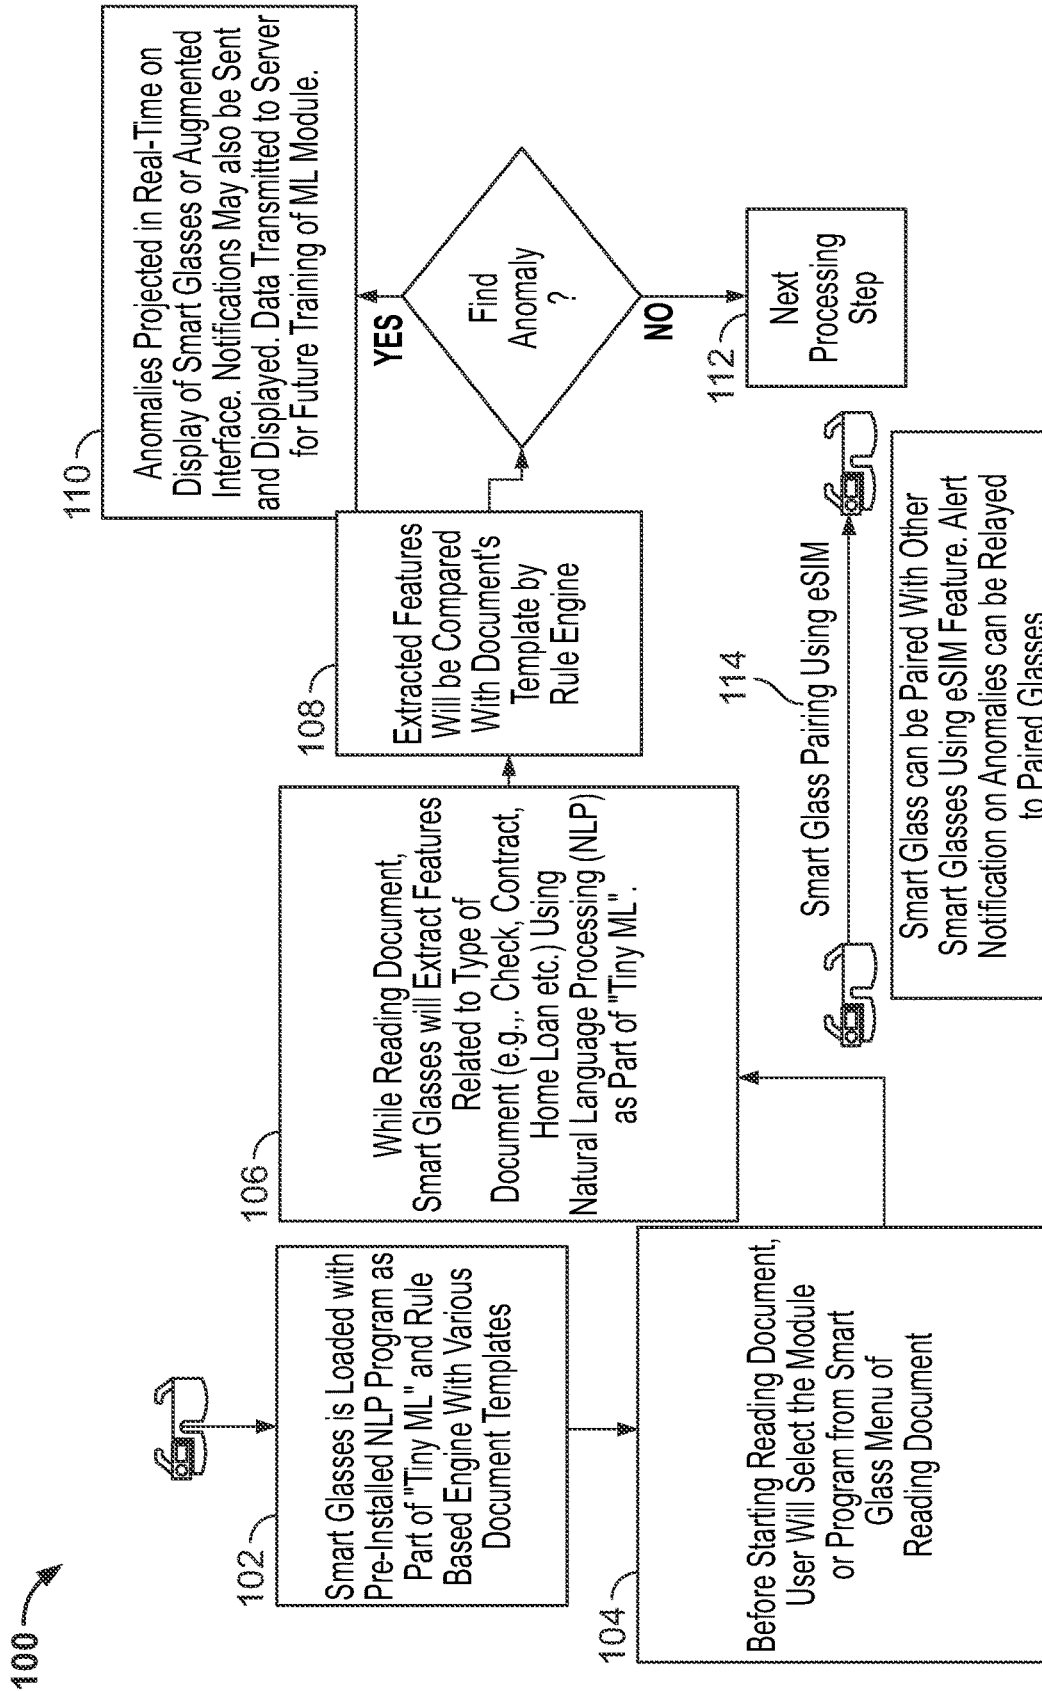 100
102
Smart Glasses is Loaded with
Pre-Installed NLP Program as
Part of "Tiny ML" and Rule
Based Engine With Various
Document Templates
104
Before Starting Reading Document,
User Will Select the Module
or Program from Smart
Glass Menu of
Reading Document
106
While Reading Document,
Smart Glasses will Extract Features
Related to Type of
Document (e.g.,. Check, Contract,
Home Loan etc.) Using
Natural Language Processing (NLP)
as Part of "Tiny ML".
108
Extracted Features
Will be Compared
With Document's
Template by
Rule Engine
110
Anomalies Projected in Real-Time on
Display of Smart Glasses or Augmented
Interface. Notifications May also be Sent
and Displayed. Data Transmitted to Server
for Future Training of ML Module.
YES
Find
Anomaly
?
NO
112
Next
Processing
Step
114
Smart Glass Pairing Using eSIM
Smart Glass can be Paired With Other
Smart Glasses Using eSIM Feature. Alert
Notification on Anomalies can be Relayed
to Paired Glasses